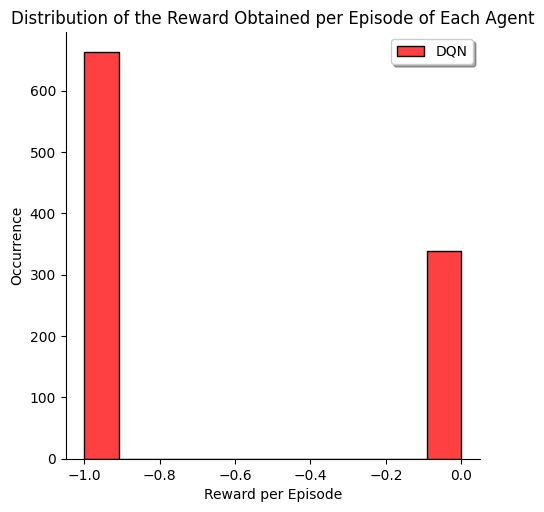 Distribution of the Reward Obtained per Episode of Each Agent
DQN
Occurrence
600
500
400
300
200
100
0
−1.0 −0.8 −0.6 −0.4 −0.2 0.0
Reward per Episode